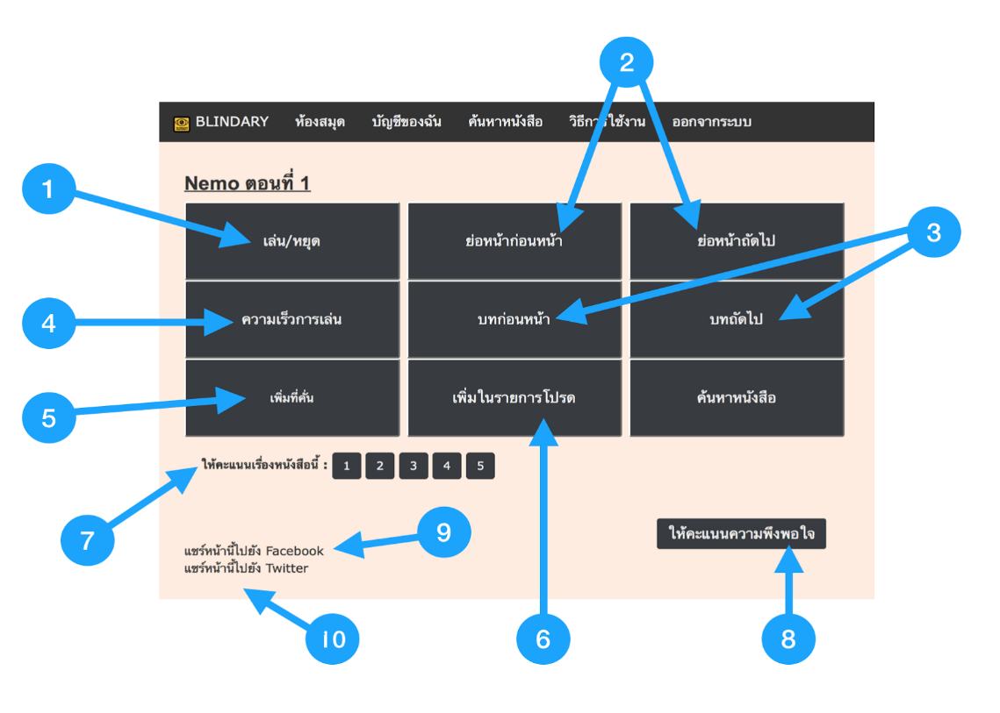 2
BLINDARY ห้องสมุด บัญชีของฉัน ค้นหาหนังสือ วิธีการใช้งาน ออกจากระบบ
1
Nemo ตอนที่ 1
3
เล่น/หยุด ย่อหน้าก่อนหน้า ย่อหน้าถัดไป
4
ความเร็วการเล่น บทก่อนหน้า บทถัดไป
5
เพิ่มที่คั่น เพิ่มในรายการโปรด ค้นหาหนังสือ
ให้คะแนนเรื่องหนังสือนี้ : 1 2 3 4 5
7
9
ให้คะแนนความพึงพอใจ
แชร์หน้านี้ไปยัง Facebook
แชร์หน้านี้ไปยัง Twitter
10
6
8